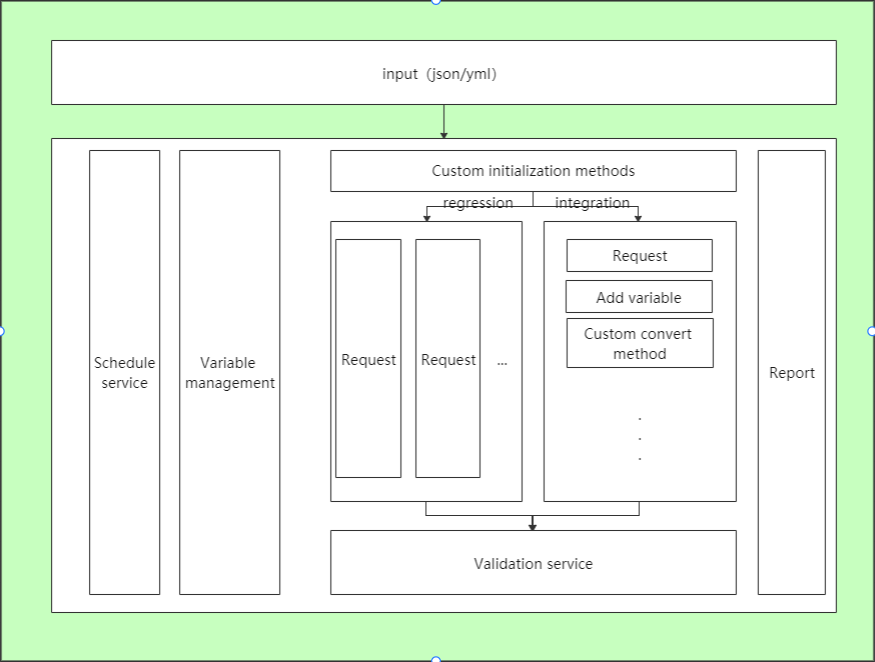 input（json/yml）
Custom initialization methods
regression
integration
Schedule
service
Variable
management
Request
Request
...
Request
Add variable
Custom convert
method
.
.
.
Report
Validation service